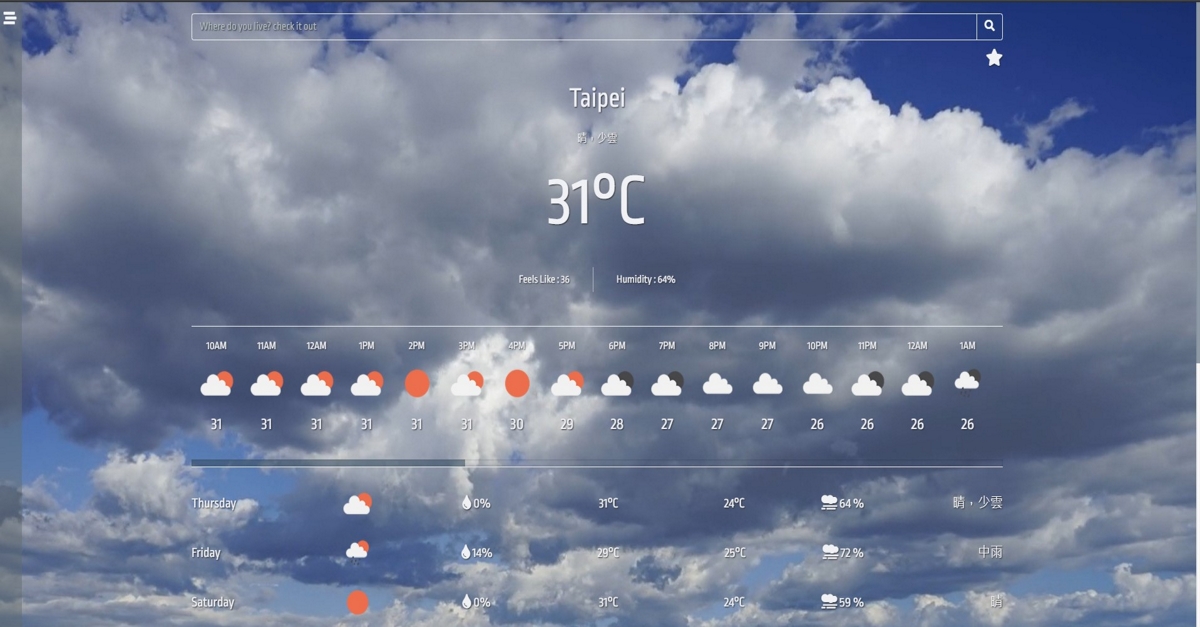 Where do you live? check it out
Taipei
晴，少雲
31°C
Feels Like : 36 Humidity : 64%
10AM 11AM 12AM 1PM 2PM 3PM 4PM 5PM 6PM 7PM 8PM 9PM 10PM 11PM 12AM 1AM
31 31 31 31 31 31 30 29 28 27 27 27 26 26 26 26
Thursday 0% 31°C 24°C 64 % 晴，少雲
Friday 14% 29°C 25°C 72 % 中雨
Saturday 0% 31°C 24°C 59 % 晴